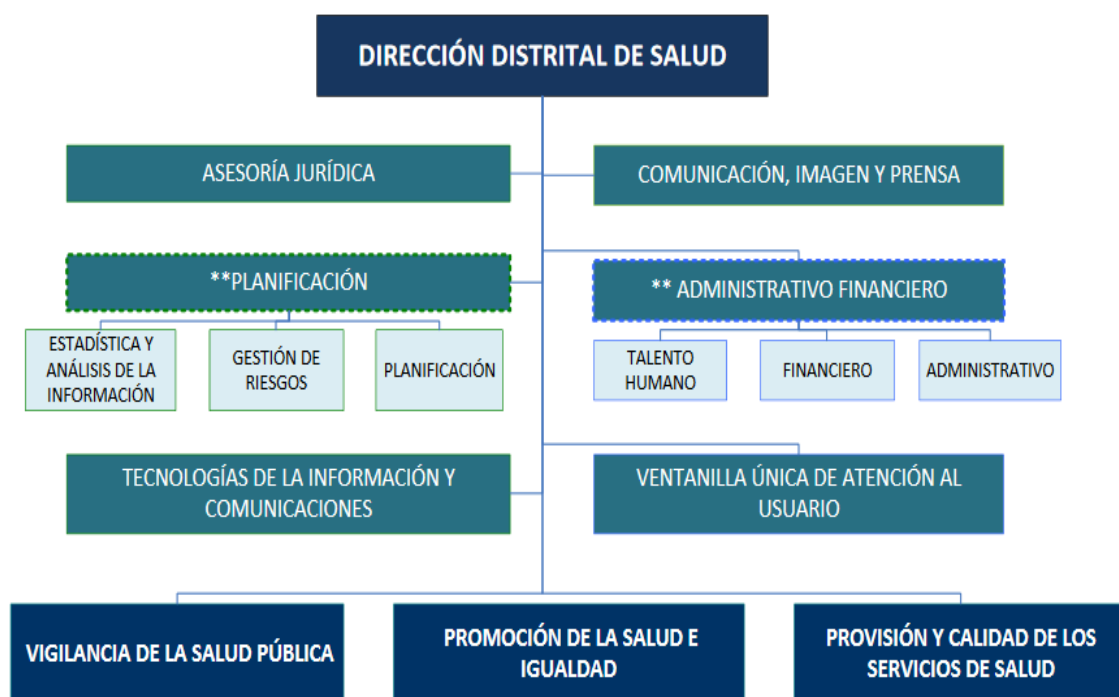 DIRECCIÓN DISTRITAL DE SALUD
ASESORÍA JURÍDICA
COMUNICACIÓN, IMAGEN Y PRENSA
**PLANIFICACIÓN
** ADMINISTRATIVO FINANCIERO
ESTADÍSTICA Y
ANÁLISIS DE LA
INFORMACIÓN
GESTIÓN DE
RIESGOS
PLANIFICACIÓN
TALENTO
HUMANO
FINANCIERO
ADMINISTRATIVO
TECNOLOGÍAS DE LA INFORMACIÓN Y
COMUNICACIONES
VENTANILLA ÚNICA DE ATENCIÓN AL
USUARIO
VIGILANCIA DE LA SALUD PÚBLICA
PROMOCIÓN DE LA SALUD E
IGUALDAD
PROVISIÓN Y CALIDAD DE LOS
SERVICIOS DE SALUD